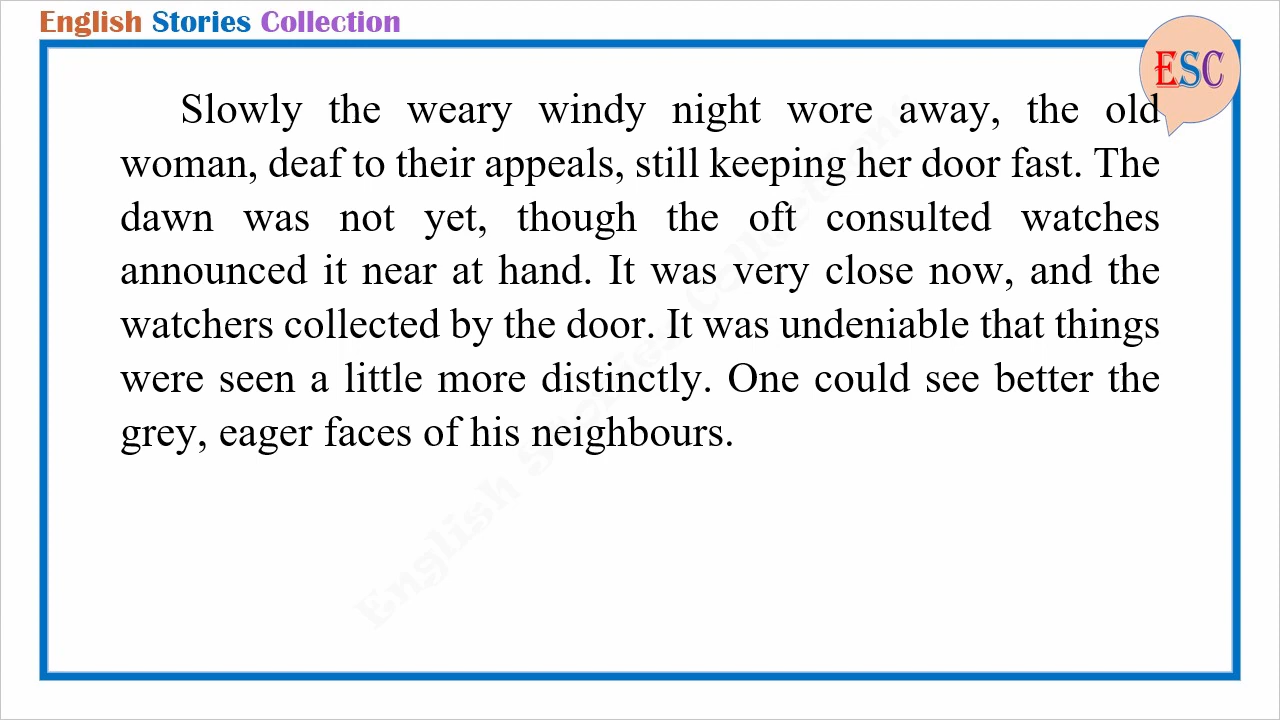 English Stories Collection
ESC
Slowly the weary windy night wore away, the old
woman, deaf to their appeals, still keeping her door fast. The
dawn was not yet, though the oft consulted watches
announced it near at hand. It was very close now, and the
watchers collected by the door. It was undeniable that things
were seen a little more distinctly. One could see better the
grey, eager faces of his neighbours.
English Stories Collections